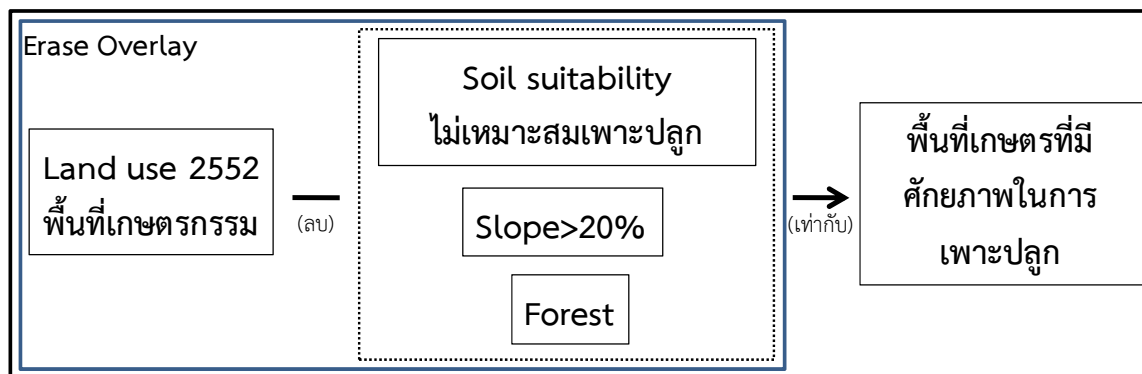 Erase Overlay
Land use 2552
พื้นที่เกษตรกรรม
(ลบ)
Soil suitability
ไม่เหมาะสมเพาะปลูก
Slope>20%
Forest
(เท่ากับ)
พื้นที่เกษตรที่มี
ศักยภาพในการ
เพาะปลูก